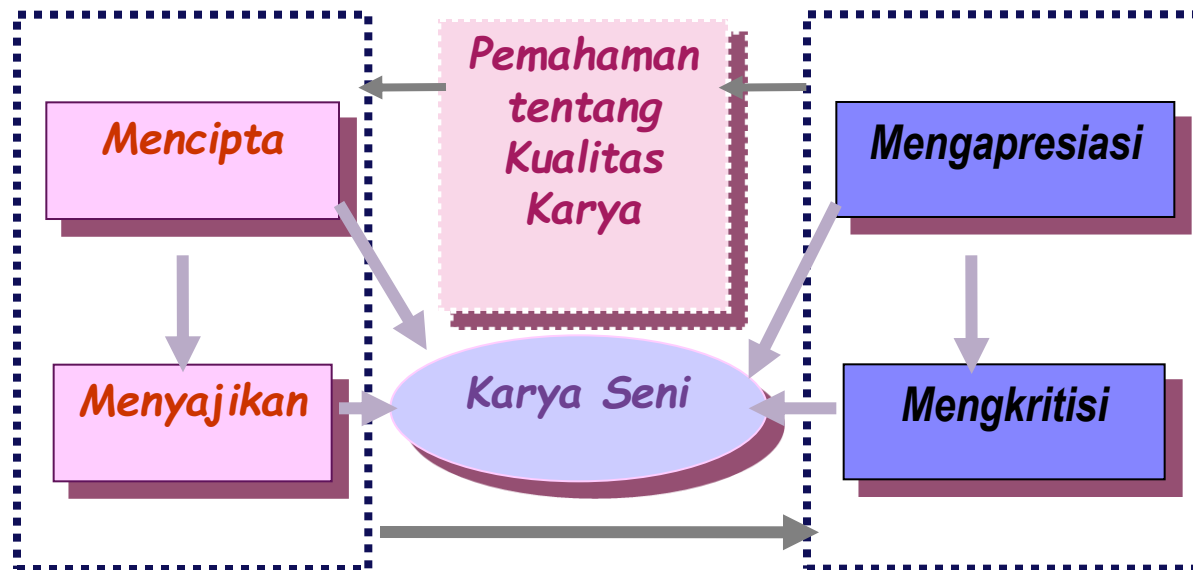 Mencipta
Menyajikan
Pemahaman
tentang
Kualitas
Karya
Karya Seni
Mengapresiasi
Mengkritisi